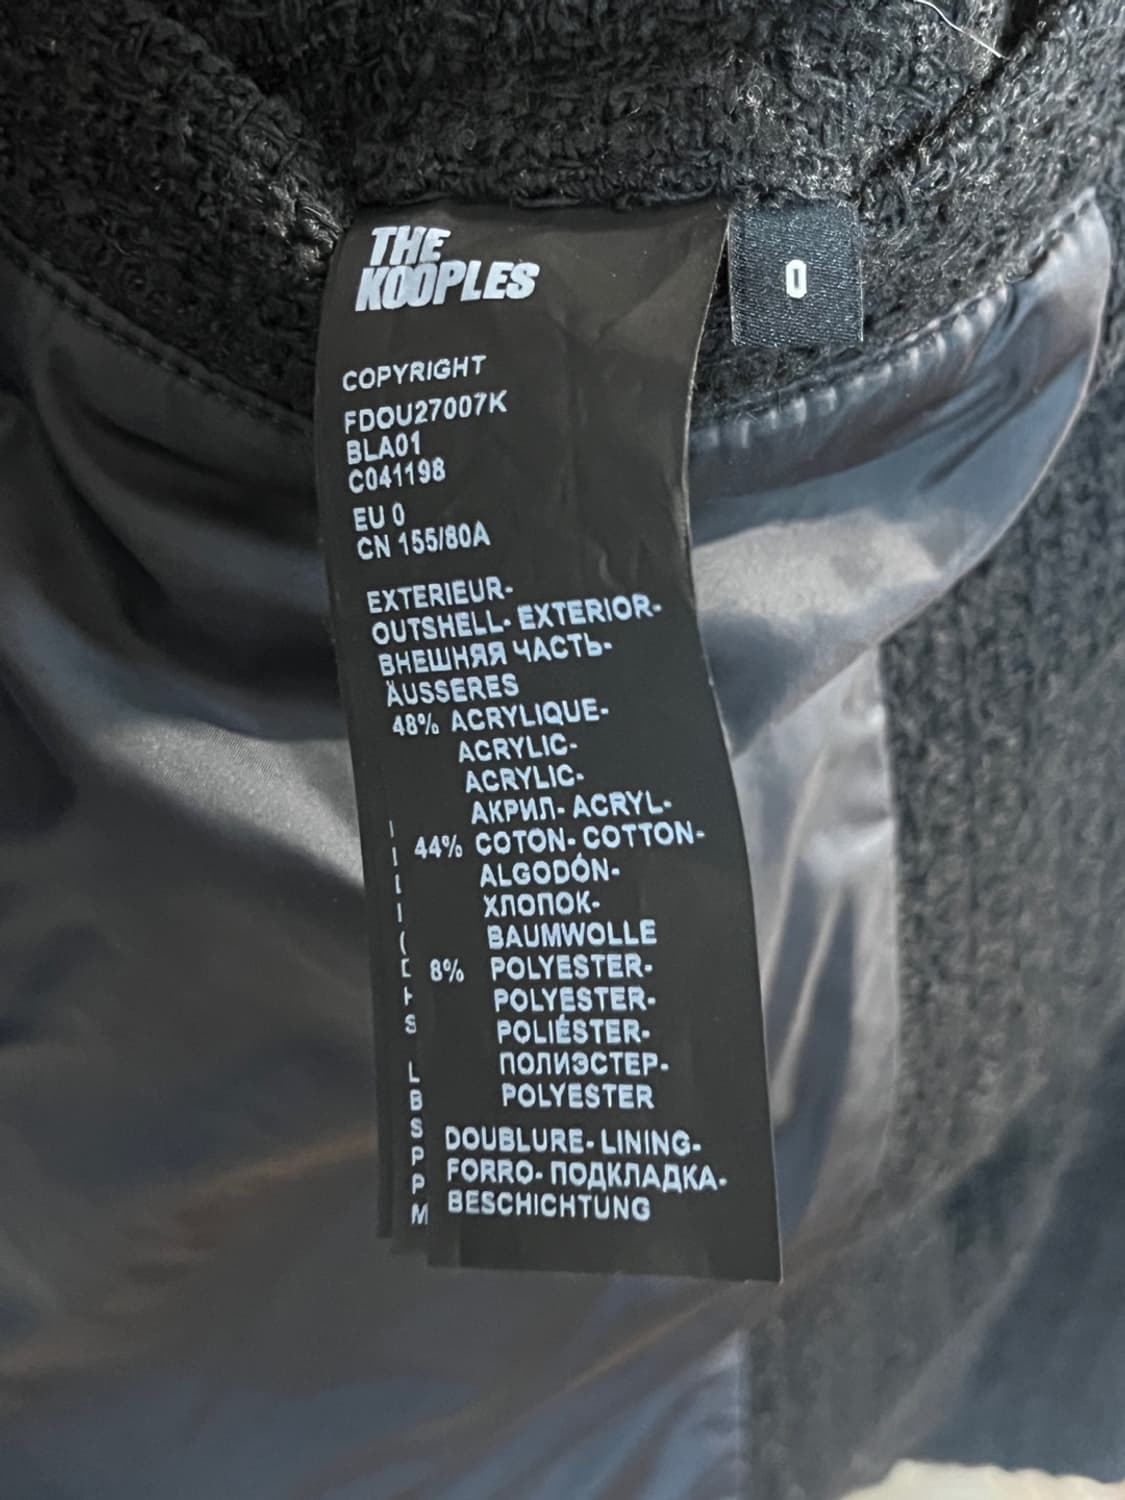 THE
KOOPLES
0
COPYRIGHT
FDOU27007K
BLA01
C041198
EU 0
CN 155/80A
EXTERIEUR-
OUTSHELL- EXTERIOR-
ВНЕШНЯЯ ЧАСТЬ-
ÄUSSERES
48% ACRYLIQUE-
ACRYLIC-
ACRYLIC-
АКРИЛ- ACRYL-
44% COTON- COTTON-
ALGODÓN-
ХЛОПОК-
BAUMWOLLE
8% POLYESTER-
POLYESTER-
POLIÉSTER-
ПОЛИЭСТЕР-
POLYESTER
DOUBLURE- LINING-
FORRO- ПОДКЛАДКА-
BESCHICHTUNG